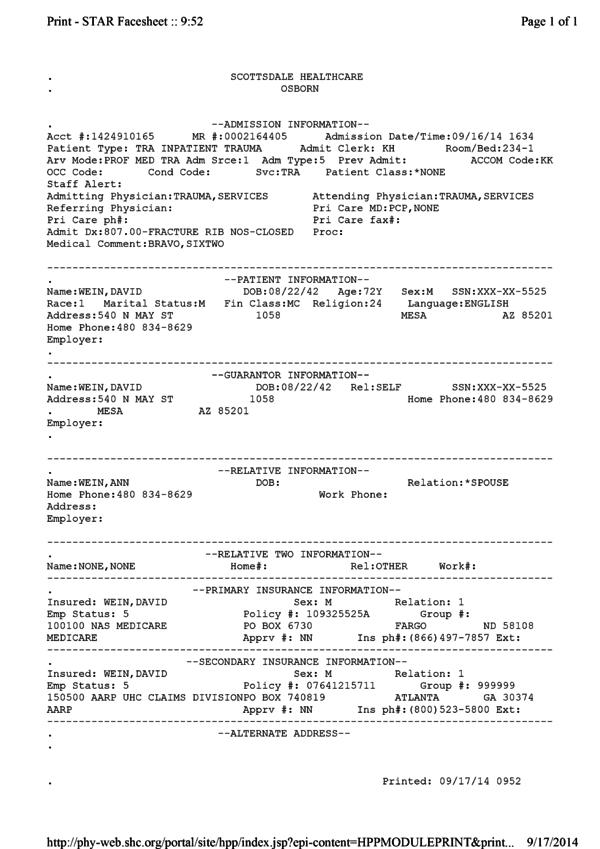 Print - STAR Facesheet :: 9:52 Page 1 of 1
. SCOTTSDALE HEALTHCARE
. OSBORN
. --ADMISSION INFORMATION--
Acct #:1424910165 MR #:0002164405 Admission Date/Time:09/16/14 1634
Patient Type: TRA INPATIENT TRAUMA Admit Clerk: KH Room/Bed:234-1
Arv Mode:PROF MED TRA Adm Srce:1 Adm Type:5 Prev Admit: ACCOM Code:KK
OCC Code: Cond Code: Svc:TRA Patient Class:*NONE
Staff Alert:
Admitting Physician:TRAUMA,SERVICES Attending Physician:TRAUMA,SERVICES
Referring Physician: Pri Care MD:PCP,NONE
Pri Care ph#: Pri Care fax#:
Admit Dx:807.00-FRACTURE RIB NOS-CLOSED Proc:
Medical Comment:BRAVO,SIXTWO
--------------------------------------------------------------------------------
. --PATIENT INFORMATION--
Name:WEIN,DAVID DOB:08/22/42 Age:72Y Sex:M SSN:XXX-XX-5525
Race:1 Marital Status:M Fin Class:MC Religion:24 Language:ENGLISH
Address:540 N MAY ST 1058 MESA AZ 85201
Home Phone:480 834-8629
Employer:
.
--------------------------------------------------------------------------------
. --GUARANTOR INFORMATION--
Name:WEIN,DAVID DOB:08/22/42 Rel:SELF SSN:XXX-XX-5525
Address:540 N MAY ST 1058 Home Phone:480 834-8629
. MESA AZ 85201
Employer:
.
--------------------------------------------------------------------------------
. --RELATIVE INFORMATION--
Name:WEIN,ANN DOB: Relation:*SPOUSE
Home Phone:480 834-8629 Work Phone:
Address:
Employer:
--------------------------------------------------------------------------------
. --RELATIVE TWO INFORMATION--
Name:NONE,NONE Home#: Rel:OTHER Work#:
--------------------------------------------------------------------------------
. --PRIMARY INSURANCE INFORMATION--
Insured: WEIN,DAVID Sex: M Relation: 1
Emp Status: 5 Policy #: 109325525A Group #:
100100 NAS MEDICARE PO BOX 6730 FARGO ND 58108
MEDICARE Apprv #: NN Ins ph#:(866)497-7857 Ext:
--------------------------------------------------------------------------------
. --SECONDARY INSURANCE INFORMATION--
Insured: WEIN,DAVID Sex: M Relation: 1
Emp Status: 5 Policy #: 07641215711 Group #: 999999
150500 AARP UHC CLAIMS DIVISIONPO BOX 740819 ATLANTA GA 30374
AARP Apprv #: NN Ins ph#:(800)523-5800 Ext:
--------------------------------------------------------------------------------
. --ALTERNATE ADDRESS--
.
. Printed: 09/17/14 0952
http://phy-web.shc.org/portal/site/hpp/index.jsp?epi-content=HPPMODULEPRINT&print... 9/17/2014